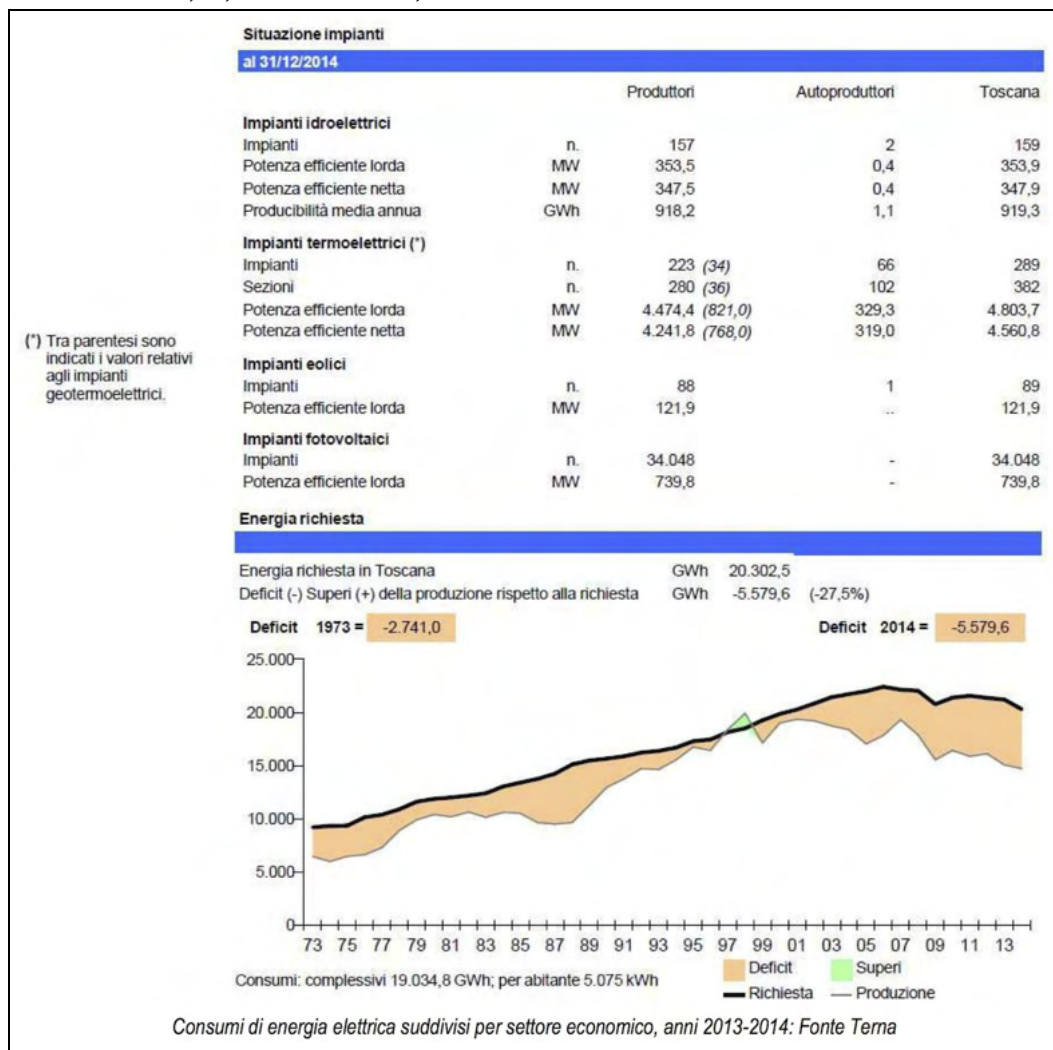 Situazione impianti
al 31/12/2014
Produttori Autoproduttori Toscana
Impianti idroelettrici
Impianti n. 157 2 159
Potenza efficiente lorda MW 353,5 0,4 353,9
Potenza efficiente netta MW 347,5 0,4 347,9
Producibilità media annua GWh 918,2 1,1 919,3
Impianti termoelettrici (*)
Impianti n. 223 (34) 66 289
Sezioni n. 280 (36) 102 382
Potenza efficiente lorda MW 4.474,4 (821,0) 329,3 4.803,7
Potenza efficiente netta MW 4.241,8 (768,0) 319,0 4.560,8
(*) Tra parentesi sono
indicati i valori relativi
agli impianti
geotermoelettrici.
Impianti eolici
Impianti n. 88 1 89
Potenza efficiente lorda MW 121,9 .. 121,9
Impianti fotovoltaici
Impianti n. 34.048 - 34.048
Potenza efficiente lorda MW 739,8 - 739,8
Energia richiesta
Energia richiesta in Toscana GWh 20.302,5
Deficit (-) Superi (+) della produzione rispetto alla richiesta GWh -5.579,6 (-27,5%)
Deficit 1973 = -2.741,0 Deficit 2014 = -5.579,6
25.000
20.000
15.000
10.000
5.000
0
73 75 77 79 81 83 85 87 89 91 93 95 97 99 01 03 05 07 09 11 13
Deficit Superi
Consumi: complessivi 19.034,8 GWh; per abitante 5.075 kWh
Richiesta Produzione
Consumi di energia elettrica suddivisi per settore economico, anni 2013-2014: Fonte Terna